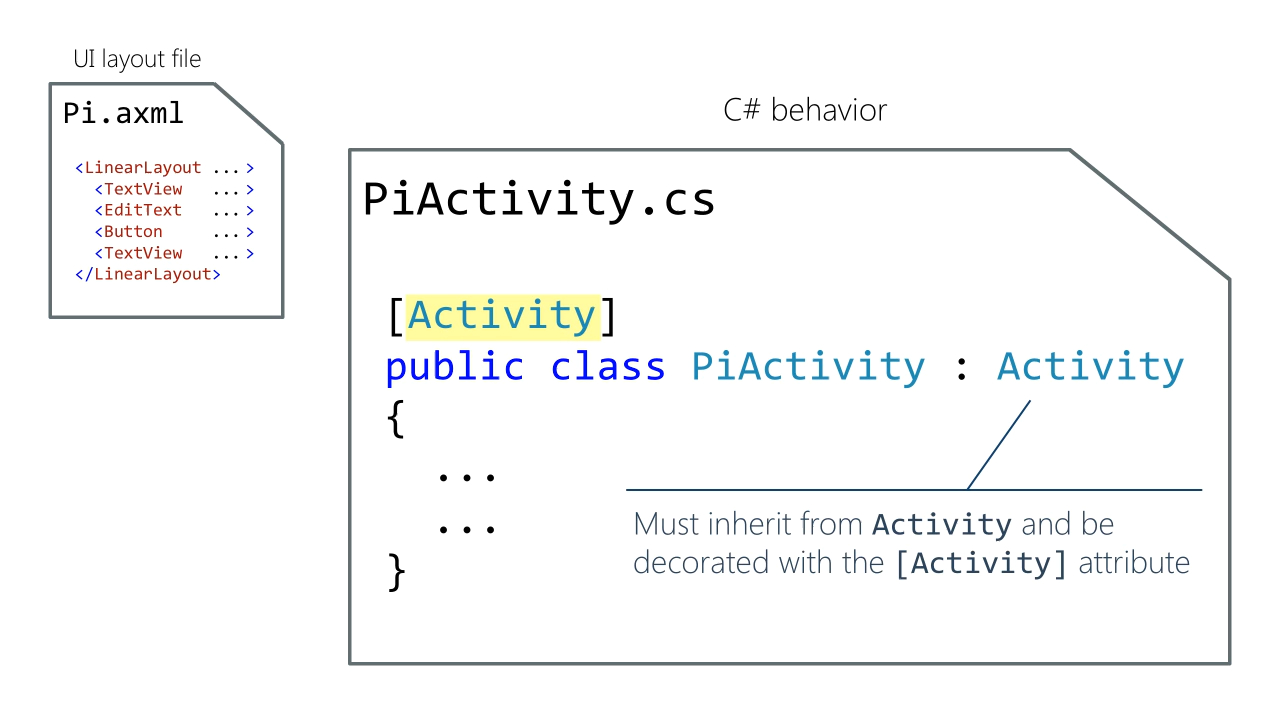 UI layout file
Pi.axml
<LinearLayout ... >
<TextView ... >
<EditText ... >
<Button ... >
<TextView ... >
</LinearLayout>
C# behavior
PiActivity.cs
[Activity]
public class PiActivity : Activity
{
...
...
}
Must inherit from Activity and be
decorated with the [Activity] attribute